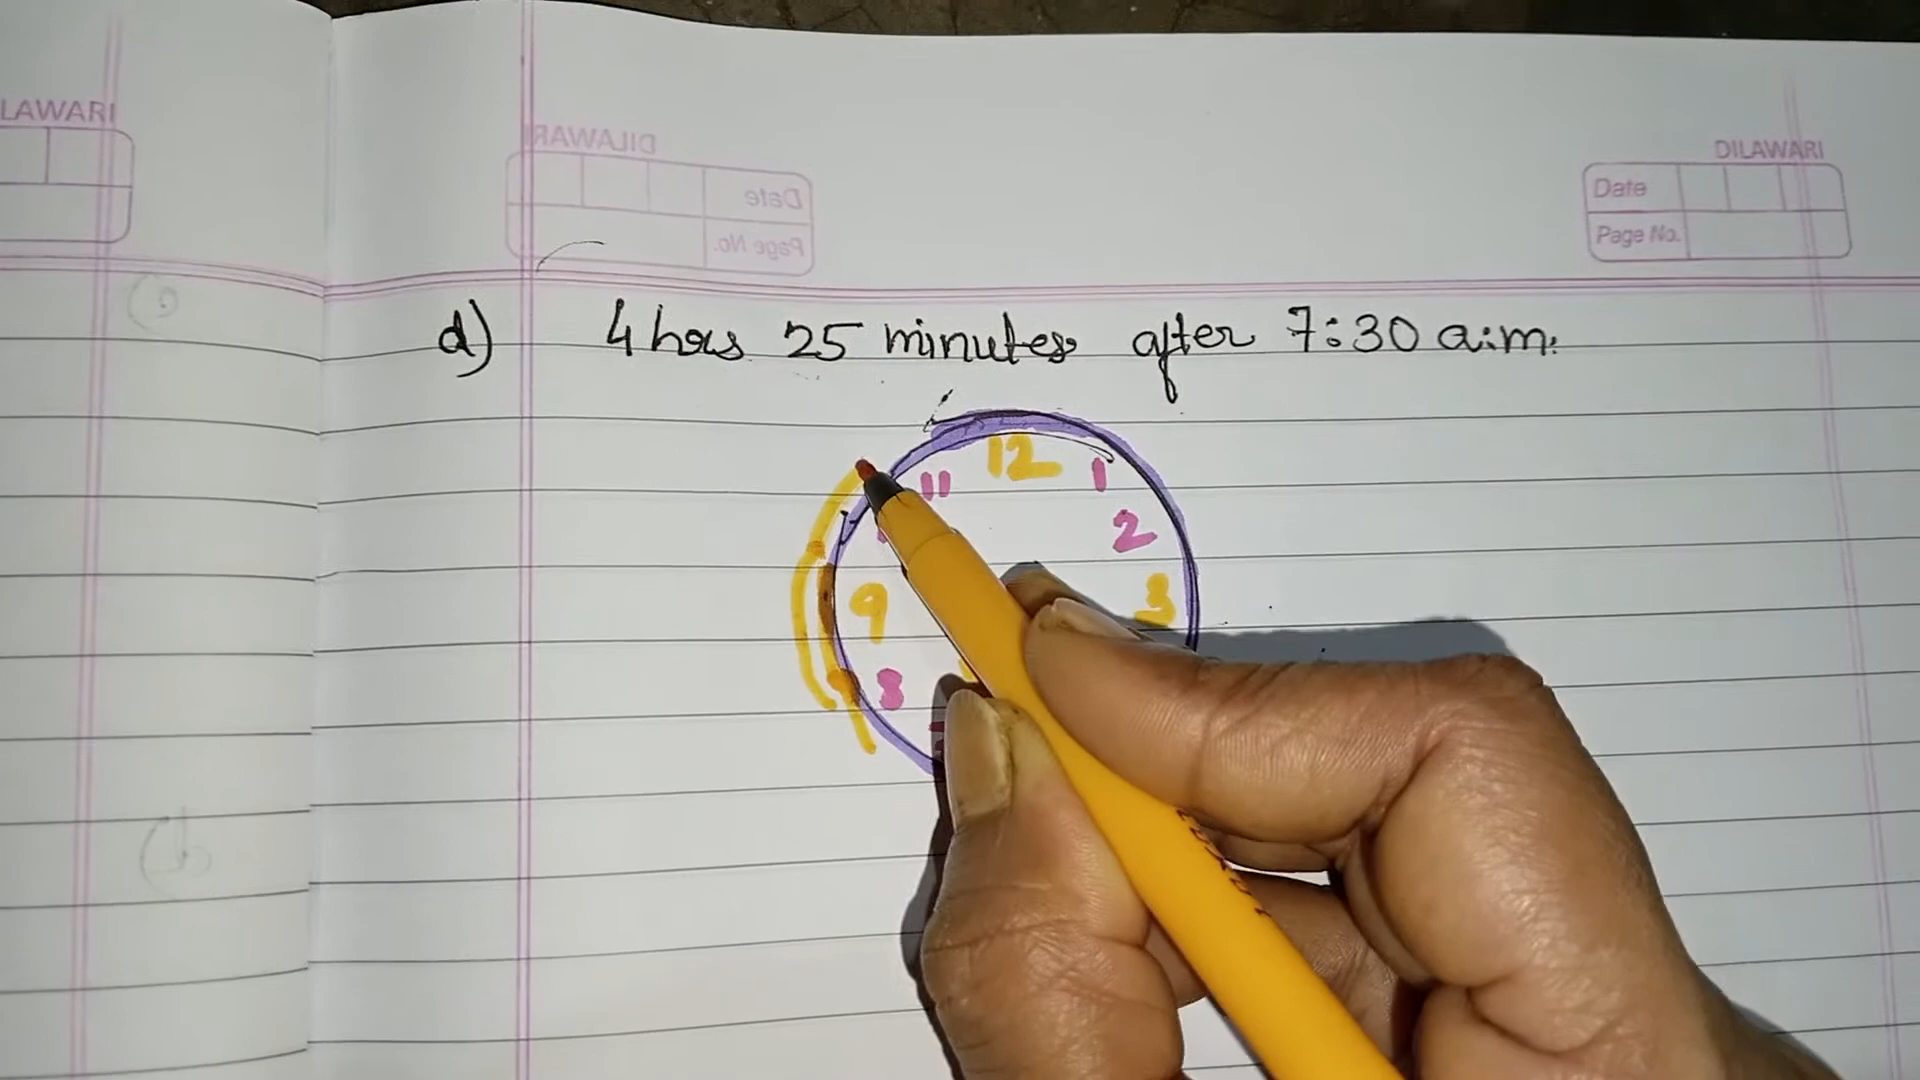 LAWARI
DILAWARI
Date
Page No.
DILAWARI
Date
Page No.
d) 4 hrs 25 minutes after 7:30 a.m.
12
11
1
2
9
3
8